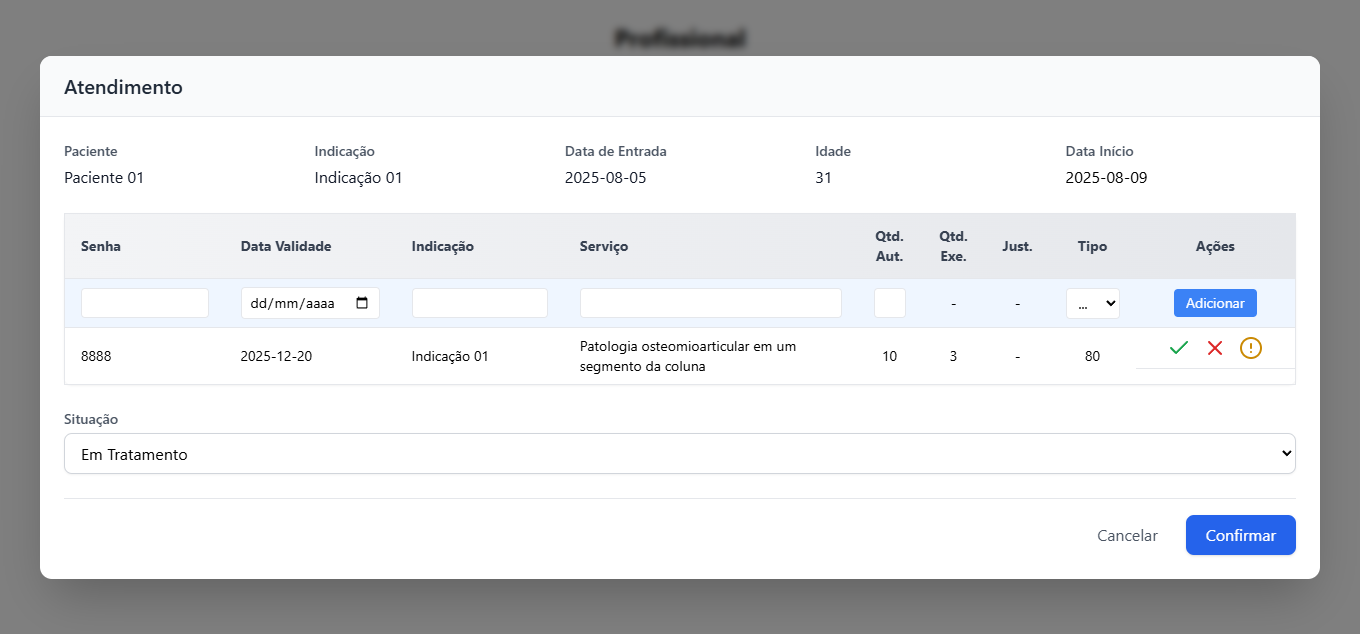 Profissional
Atendimento
Paciente Indicação Data de Entrada Idade Data Início
Paciente 01 Indicação 01 2025-08-05 31 2025-08-09
Senha Data Validade Indicação Serviço Qtd. Aut. Qtd. Exe. Just. Tipo Ações
dd/mm/aaaa - - ... Adicionar
8888 2025-12-20 Indicação 01 Patologia osteomioarticular em um 10 3 - 80
segmento da coluna
Situação
Em Tratamento
Cancelar Confirmar